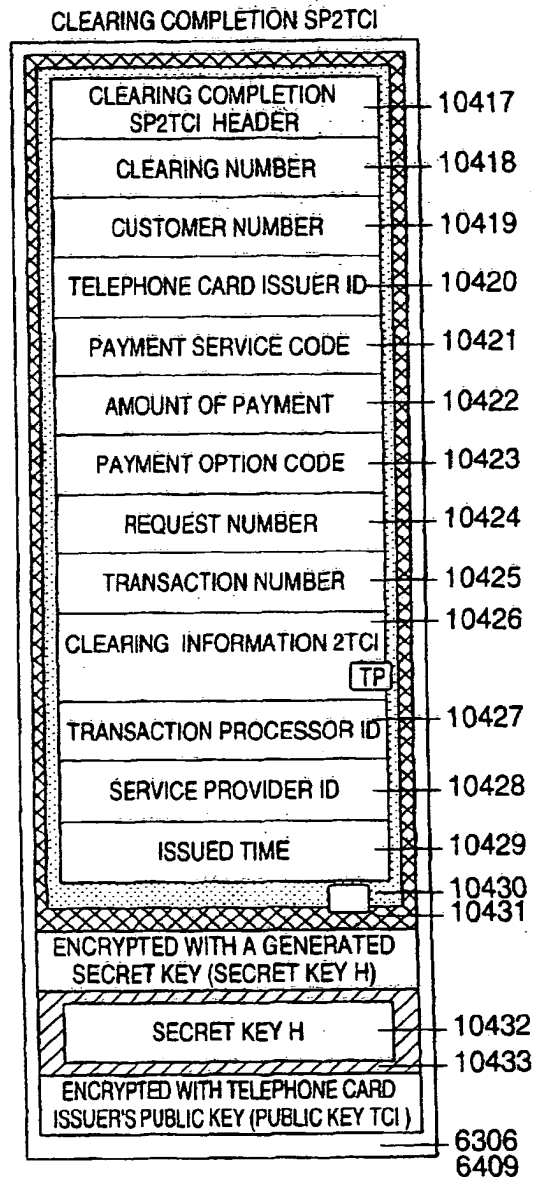 CLEARING COMPLETION SP2TCI
CLEARING COMPLETION
SP2TCI HEADER
10417
CLEARING NUMBER
10418
CUSTOMER NUMBER
10419
TELEPHONE CARD ISSUER ID
10420
PAYMENT SERVICE CODE
10421
AMOUNT OF PAYMENT
10422
PAYMENT OPTION CODE
10423
REQUEST NUMBER
10424
TRANSACTION NUMBER
10425
10426
CLEARING INFORMATION 2TCI
TP
TRANSACTION PROCESSOR ID
10427
SERVICE PROVIDER ID
10428
ISSUED TIME
10429
10430
10431
ENCRYPTED WITH A GENERATED
SECRET KEY (SECRET KEY H)
SECRET KEY H
10432
10433
ENCRYPTED WITH TELEPHONE CARD
ISSUER'S PUBLIC KEY (PUBLIC KEY TCI)
6306
6409